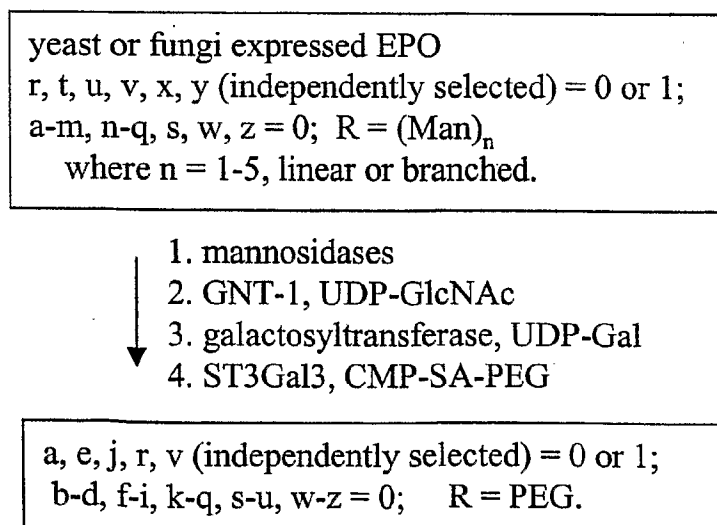 yeast or fungi expressed EPO
r, t, u, v, x, y (independently selected) = 0 or 1;
a-m, n-q, s, w, z = 0; R = (Man)n
where n = 1-5, linear or branched.
1. mannosidases
2. GNT-1, UDP-GlcNAc
3. galactosyltransferase, UDP-Gal
4. ST3Gal3, CMP-SA-PEG
a, e, j, r, v (independently selected) = 0 or 1;
b-d, f-i, k-q, s-u, w-z = 0; R = PEG.